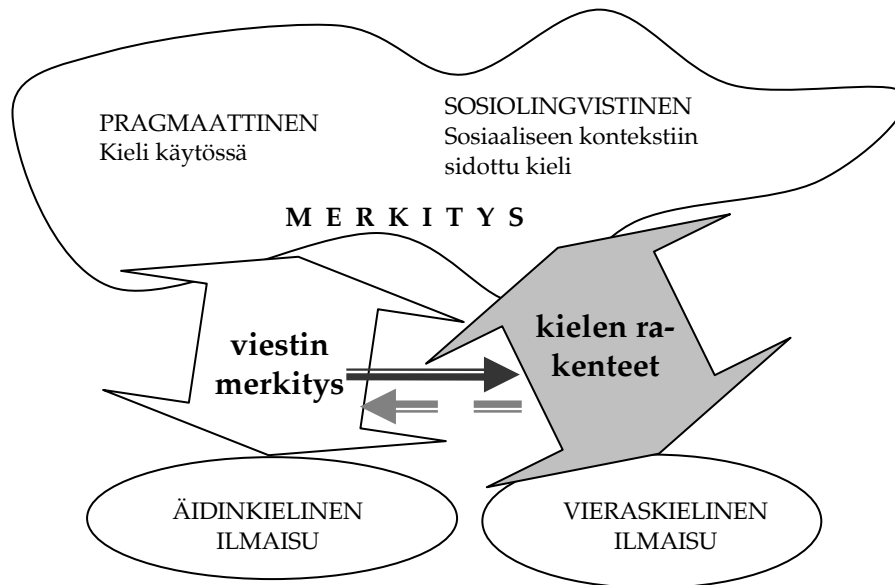 PRAGMAATTINEN
Kieli käytössä
SOSIOLINGVISTINEN
Sosiaaliseen kontekstiin
sidottu kieli
M E R K I T Y S
viestin
merkitys
kielen ra-
kenteet
ÄIDINKIELINEN
ILMAISU
VIERASKIELINEN
ILMAISU